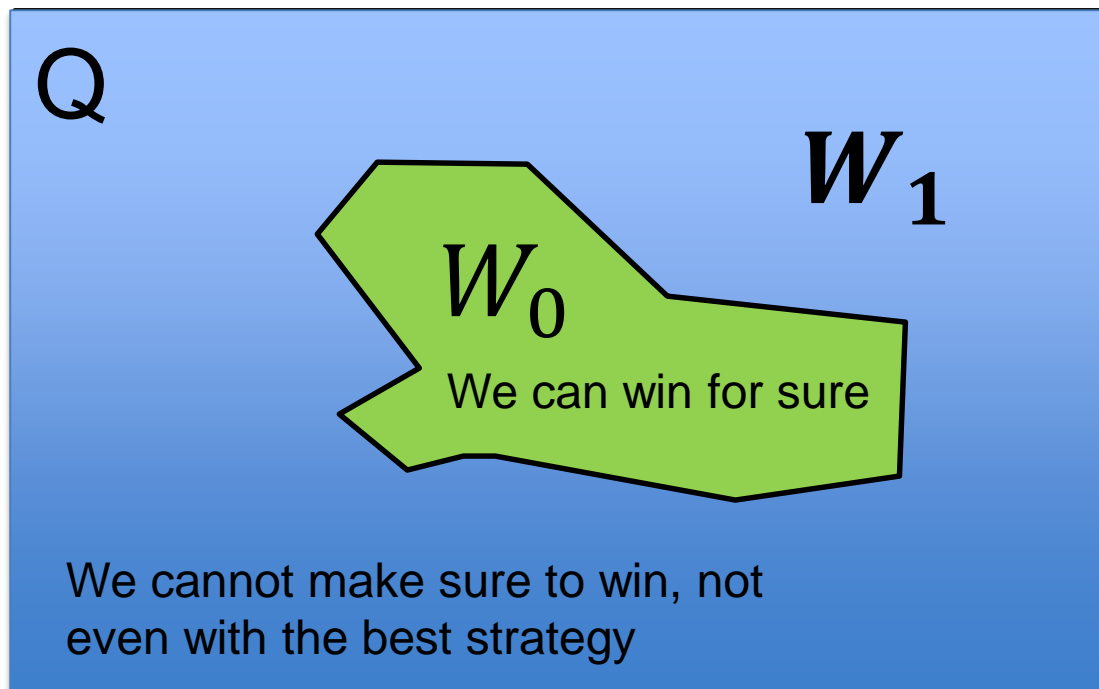 Q
W₁
W₀
We can win for sure
We cannot make sure to win, not
even with the best strategy